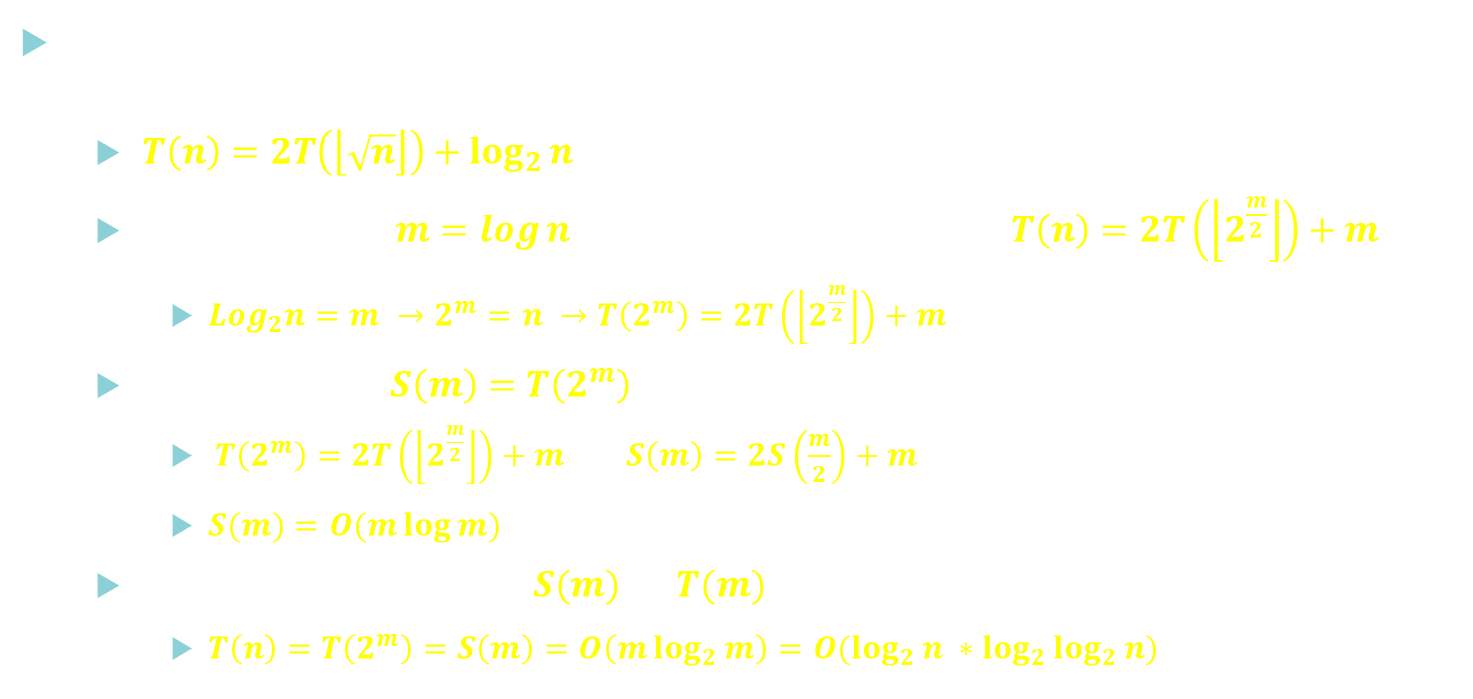 T(n) = 2T(⌊√n⌋) + log₂ n
m = log n T(n) = 2T(⌊2^(m/2)⌋) + m
Log₂n = m → 2^m = n → T(2^m) = 2T(⌊2^(m/2)⌋) + m
S(m) = T(2^m)
T(2^m) = 2T(⌊2^(m/2)⌋) + m S(m) = 2S(m/2) + m
S(m) = O(m log m)
S(m) T(m)
T(n) = T(2^m) = S(m) = O(m log₂ m) = O(log₂ n * log₂ log₂ n)